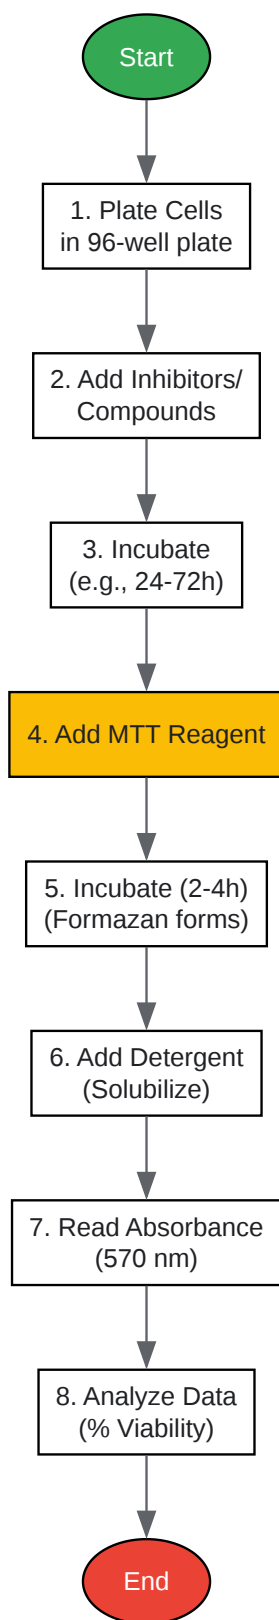 Start
1. Plate Cells
in 96-well plate
2. Add Inhibitors/
Compounds
3. Incubate
(e.g., 24-72h)
4. Add MTT Reagent
5. Incubate (2-4h)
(Formazan forms)
6. Add Detergent
(Solubilize)
7. Read Absorbance
(570 nm)
8. Analyze Data
(% Viability)
End